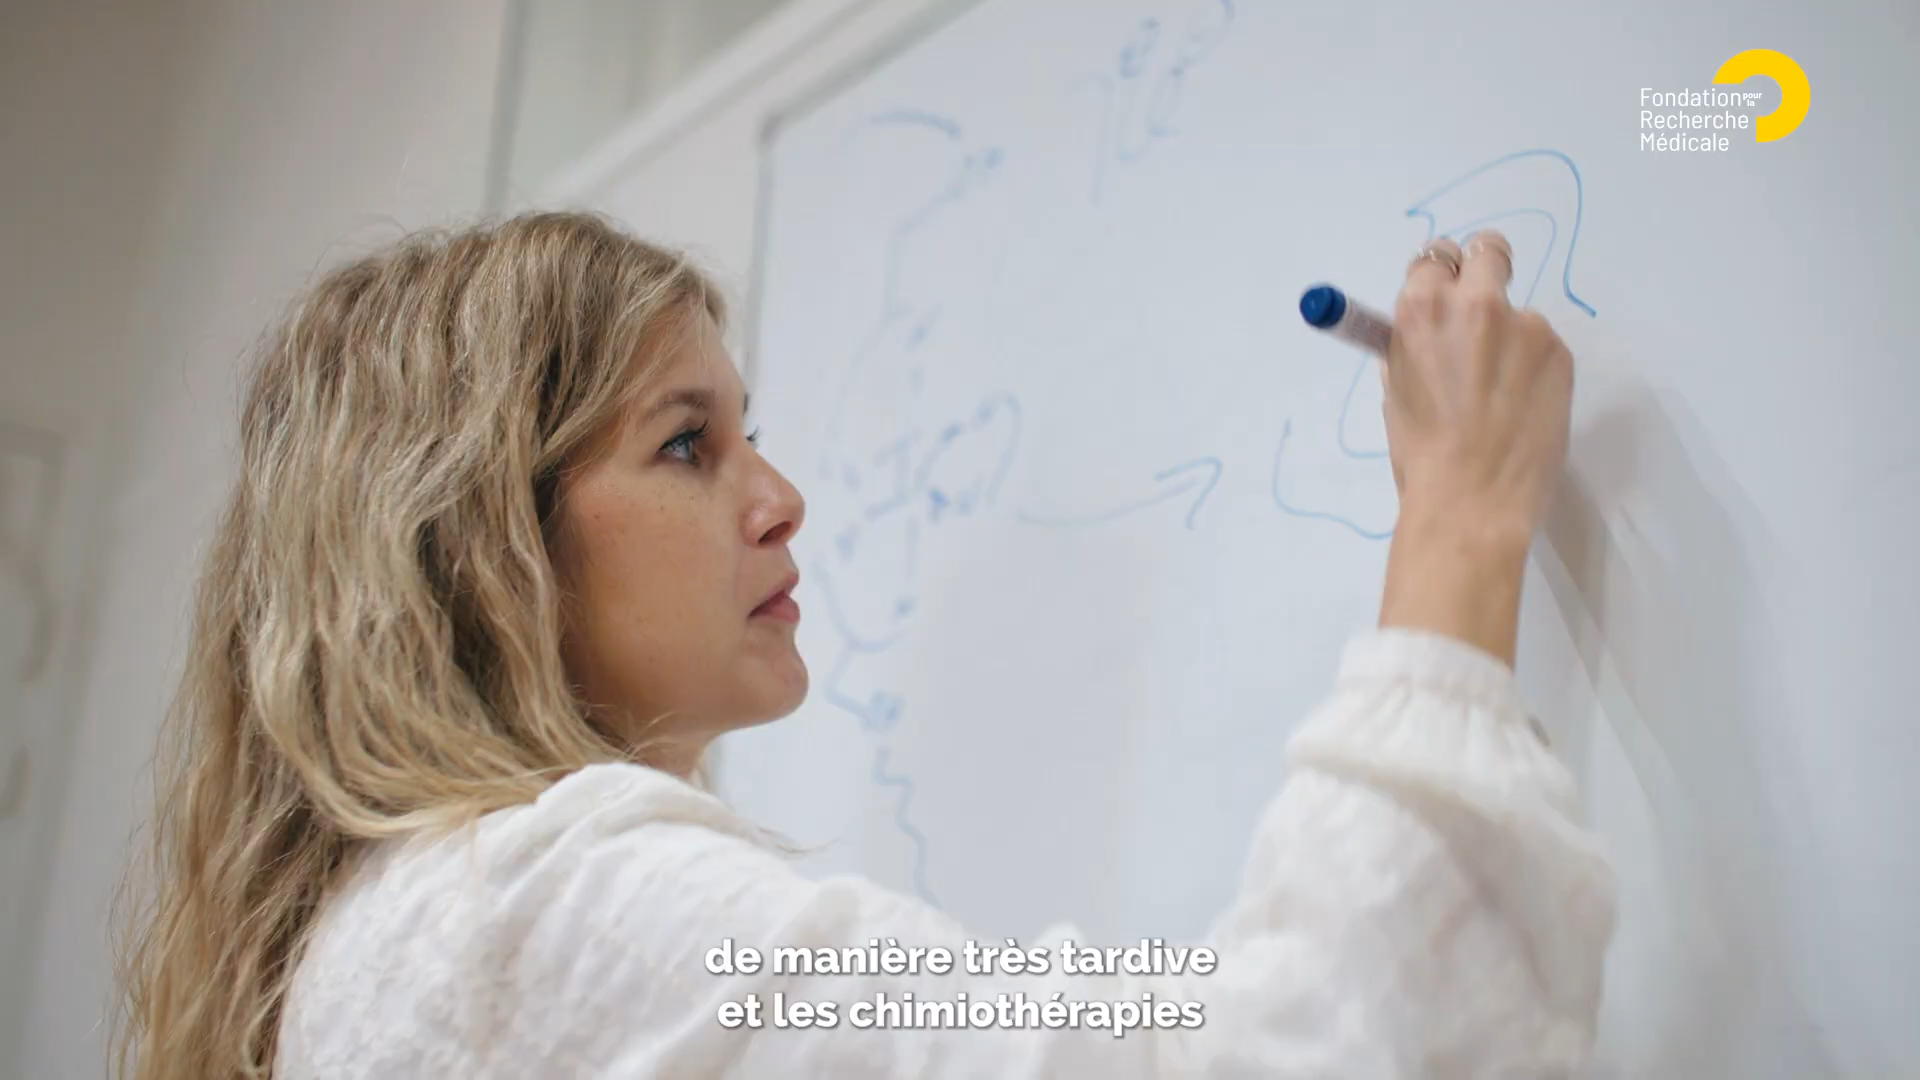 Fondation pour la
Recherche
Médicale
de manière très tardive
et les chimiothérapies